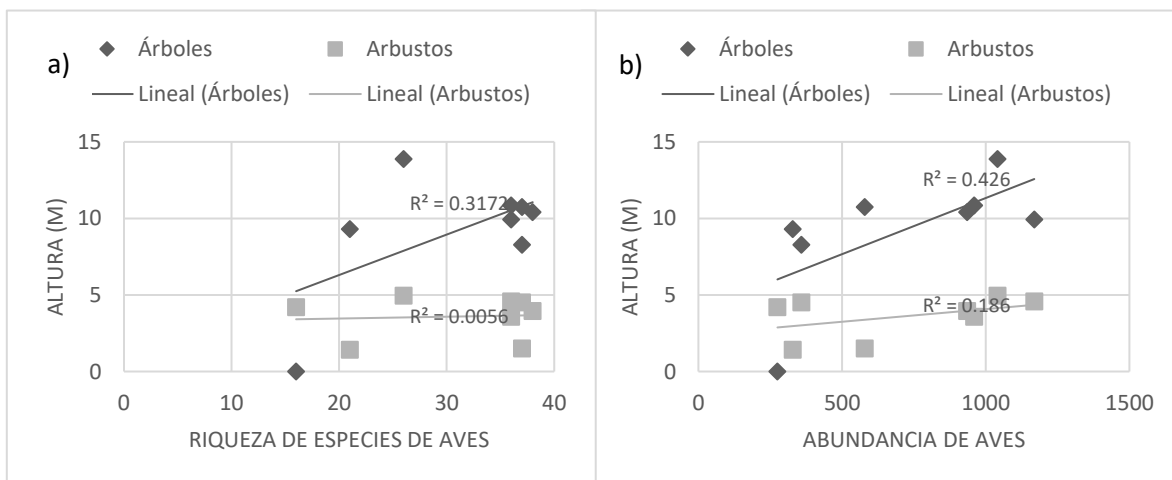 a)
Árboles
Arbustos
Lineal (Árboles)
Lineal (Arbustos)
R² = 0.3172
R² = 0.0056
15
10
5
0
0
10
20
30
40
ALTURA (M)
RIQUEZA DE ESPECIES DE AVES
b)
Árboles
Arbustos
Lineal (Árboles)
Lineal (Arbustos)
R² = 0.426
R² = 0.186
15
10
5
0
0
500
1000
1500
ALTURA (M)
ABUNDANCIA DE AVES